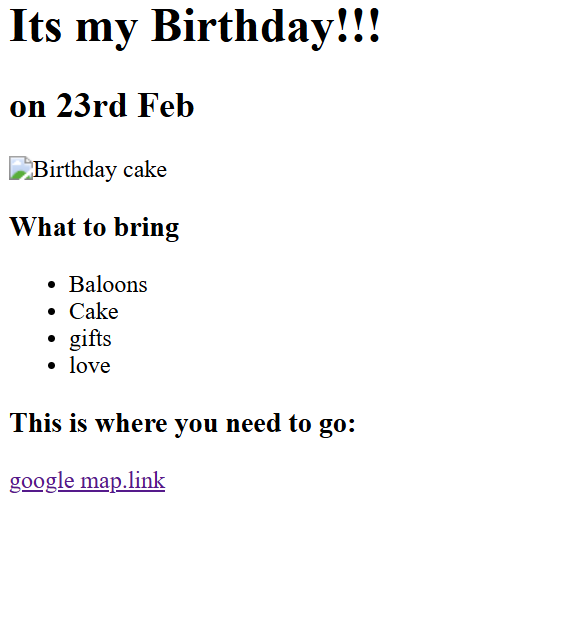 Its my Birthday!!!
on 23rd Feb
Birthday cake
What to bring
Baloons
Cake
gifts
love
This is where you need to go:
google map.link